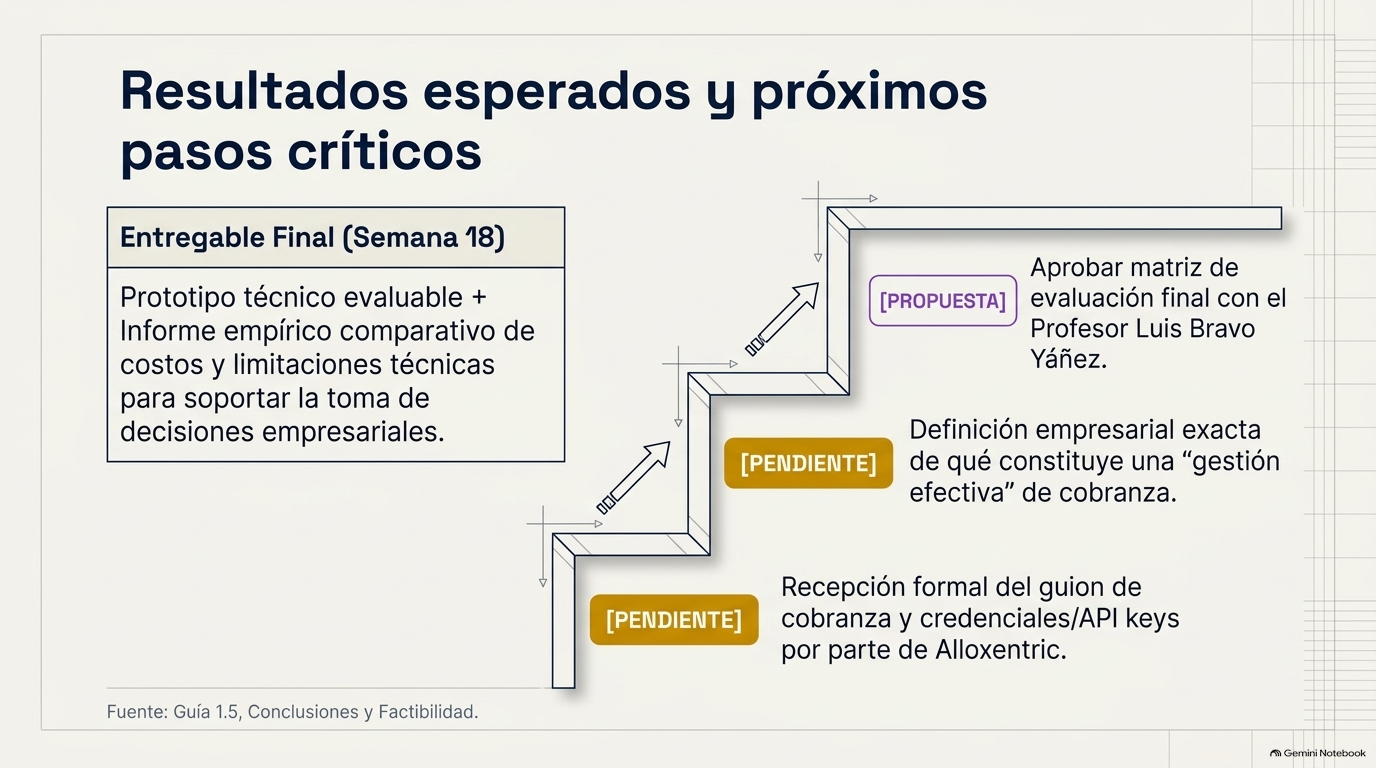 Resultados esperados y próximos
pasos críticos
Entregable Final (Semana 18)
Prototipo técnico evaluable +
Informe empírico comparativo de
costos y limitaciones técnicas
para soportar la toma de
decisiones empresariales.
[PROPUESTA]
Aprobar matriz de
evaluación final con el
Profesor Luis Bravo
Yáñez.
[PENDIENTE]
Definición empresarial exacta
de qué constituye una “gestión
efectiva” de cobranza.
[PENDIENTE]
Recepción formal del guion de
cobranza y credenciales/API keys
por parte de Alloxentric.
Fuente: Guía 1.5, Conclusiones y Factibilidad.
Gemini Notebook